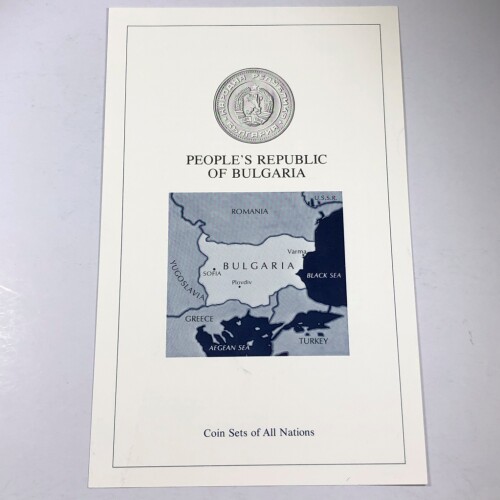 PEOPLE'S REPUBLIC
OF BULGARIA
U.S.S.R.
ROMANIA
Varna
BULGARIA
SOFIA
BLACK SEA
YUGOSLAVIA
Plovdiv
GREECE
TURKEY
AEGEAN SEA
Coin Sets of All Nations